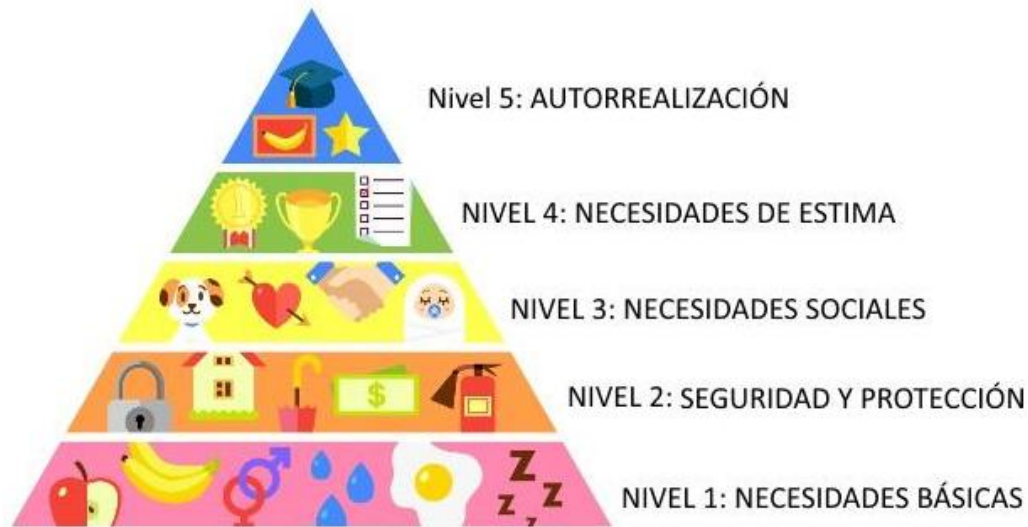 Nivel 5: AUTORREALIZACIÓN
NIVEL 4: NECESIDADES DE ESTIMA
1
NIVEL 3: NECESIDADES SOCIALES
$
NIVEL 2: SEGURIDAD Y PROTECCIÓN
Z
Z Z
Z
NIVEL 1: NECESIDADES BÁSICAS